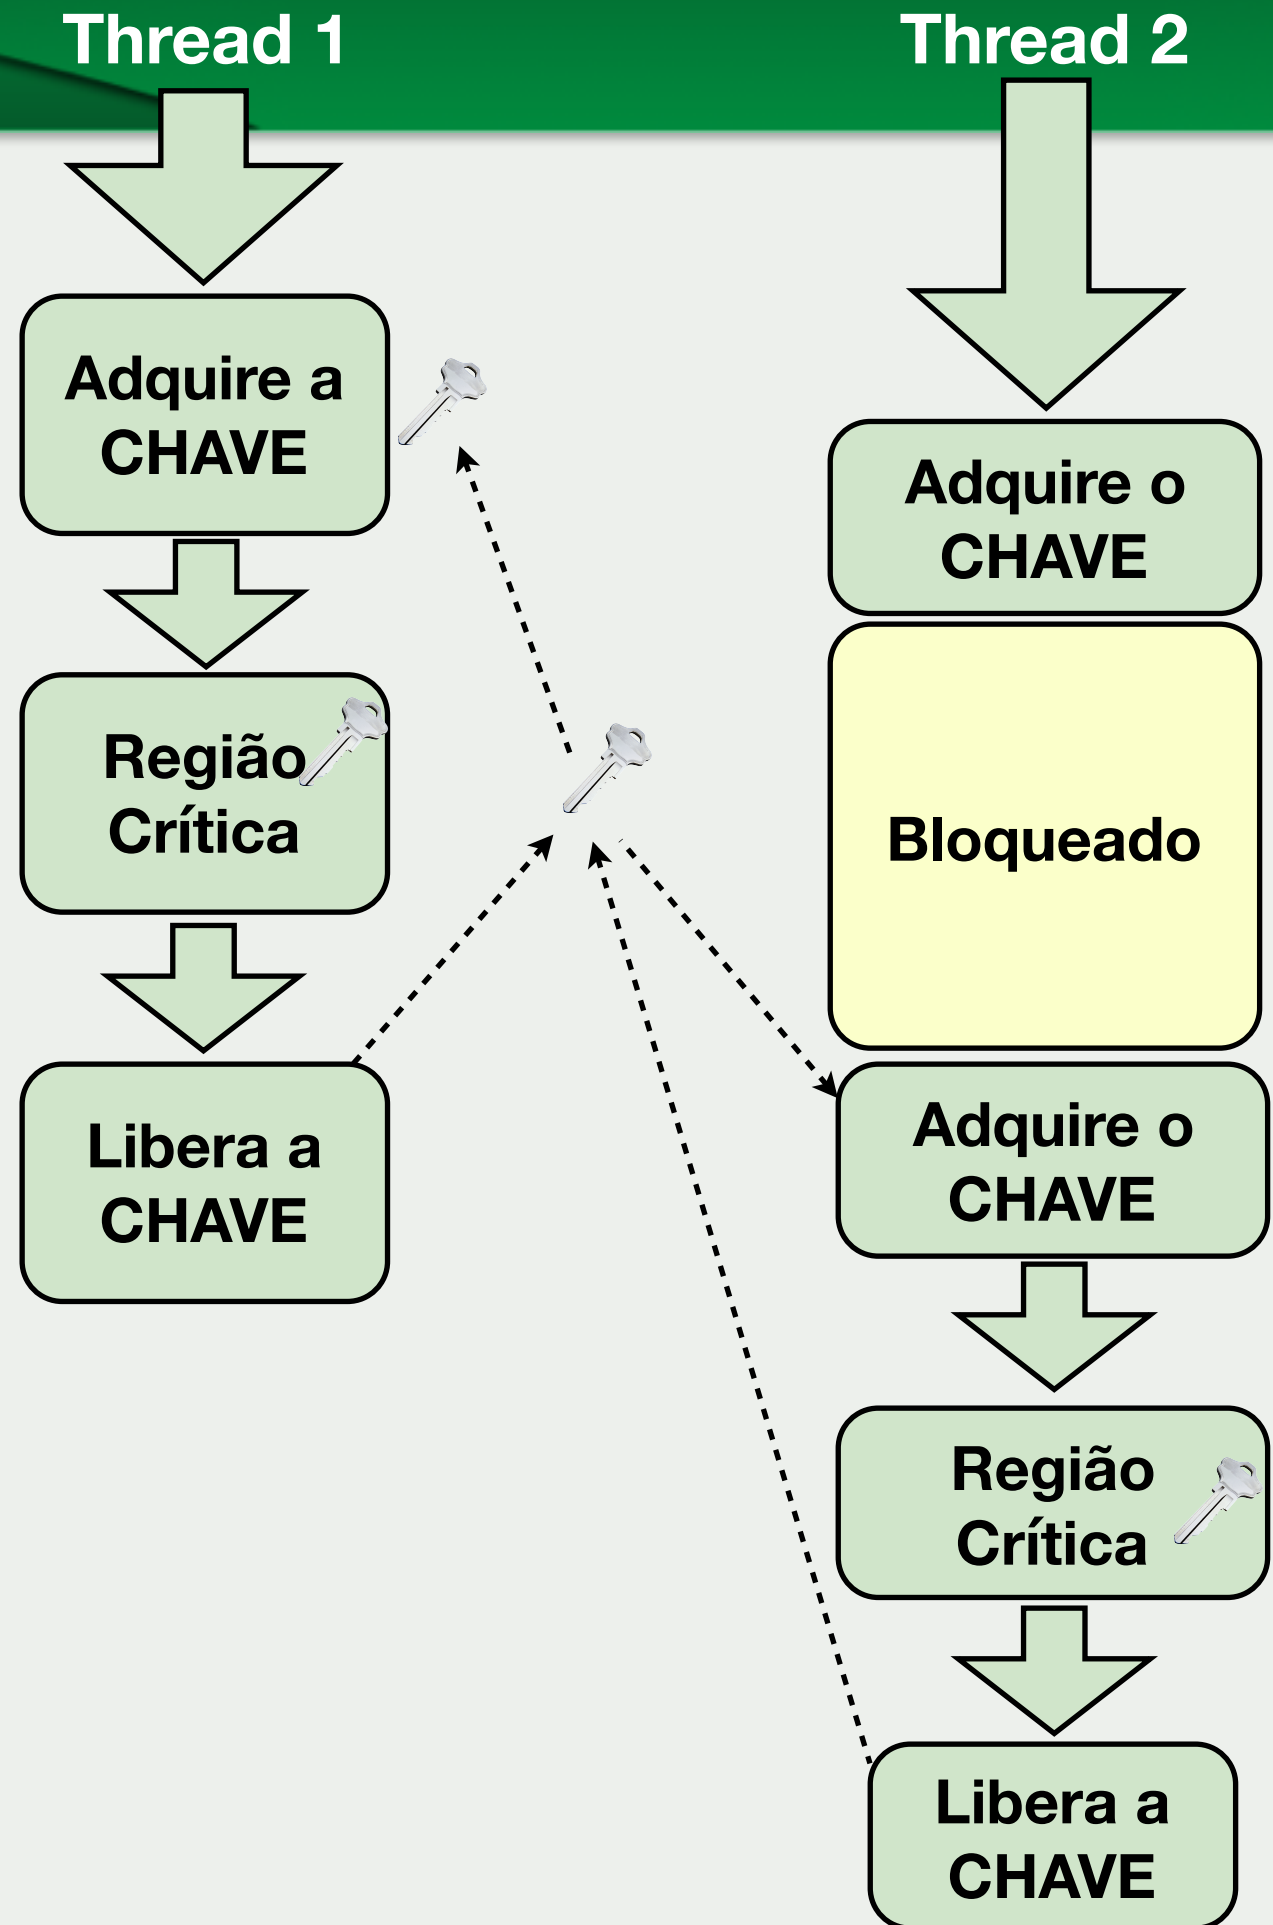 Thread 1
Thread 2
Adquire a
CHAVE
Região
Crítica
Libera a
CHAVE
Adquire o
CHAVE
Bloqueado
Adquire o
CHAVE
Região
Crítica
Libera a
CHAVE